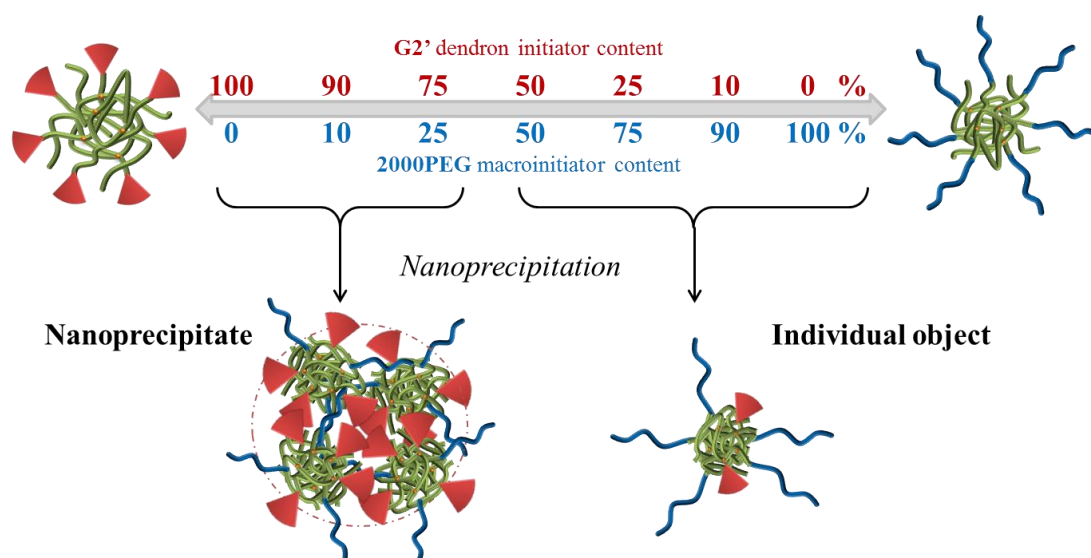 G2’ dendron initiator content
100 90 75 50 25 10 0 %
0 10 25 50 75 90 100 %
2000PEG macroinitiator content
Nanoprecipitation
Nanoprecipitate
Individual object